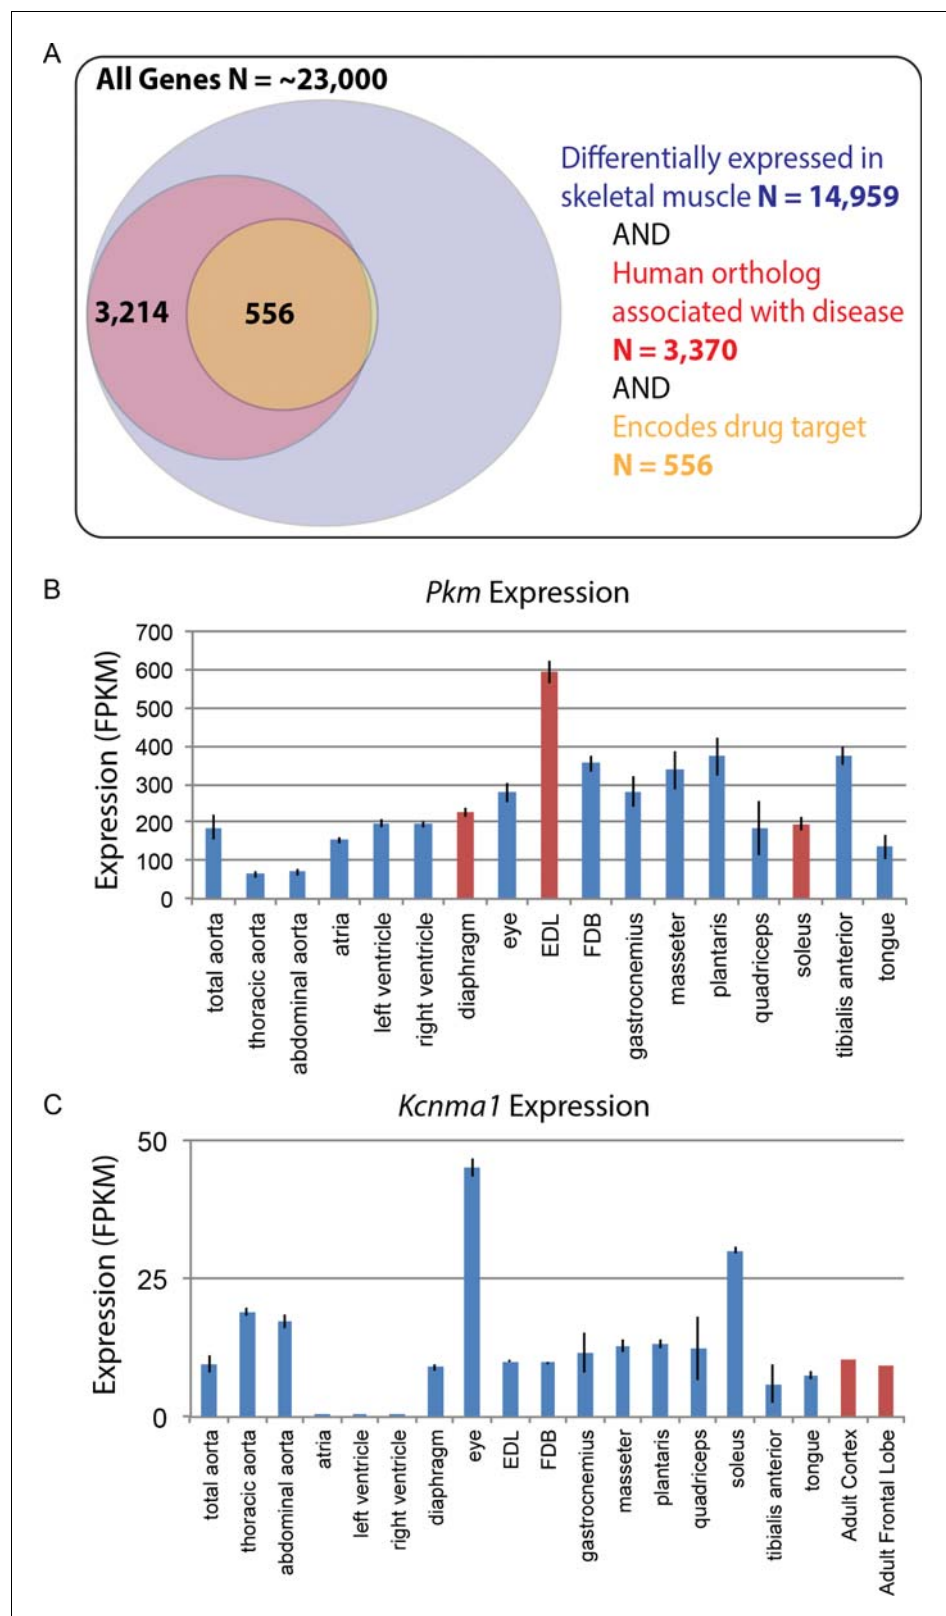 A
All Genes N = ~23,000
3,214
556
Differentially expressed in
skeletal muscle N = 14,959
AND
Human ortholog
associated with disease
N = 3,370
AND
Encodes drug target
N = 556
B
Pkm Expression
Expression (FPKM)
700
600
500
400
300
200
100
0
total aorta
thoracic aorta
abdominal aorta
atria
left ventricle
right ventricle
diaphragm
eye
EDL
FDB
gastrocnemius
masseter
plantaris
quadriceps
soleus
tibialis anterior
tongue
C
Kcnma1 Expression
Expression (FPKM)
50
25
0
total aorta
thoracic aorta
abdominal aorta
atria
left ventricle
right ventricle
diaphragm
eye
EDL
FDB
gastrocnemius
masseter
plantaris
quadriceps
soleus
tibialis anterior
tongue
Adult Cortex
Adult Frontal Lobe